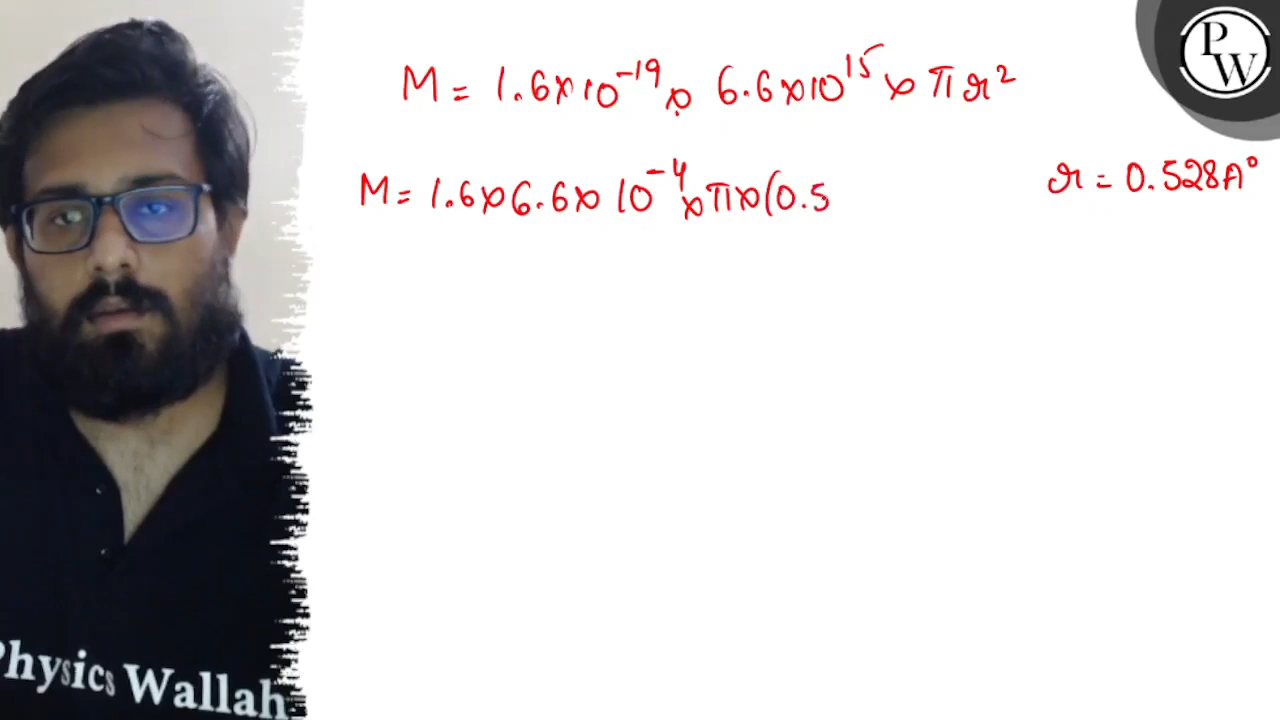 M = 1.6×10⁻¹⁹ × 6.6×10¹⁵ × πr²
M = 1.6×6.6×10⁻⁴×π×(0.5
r = 0.528A°
PW
Physics Wallah